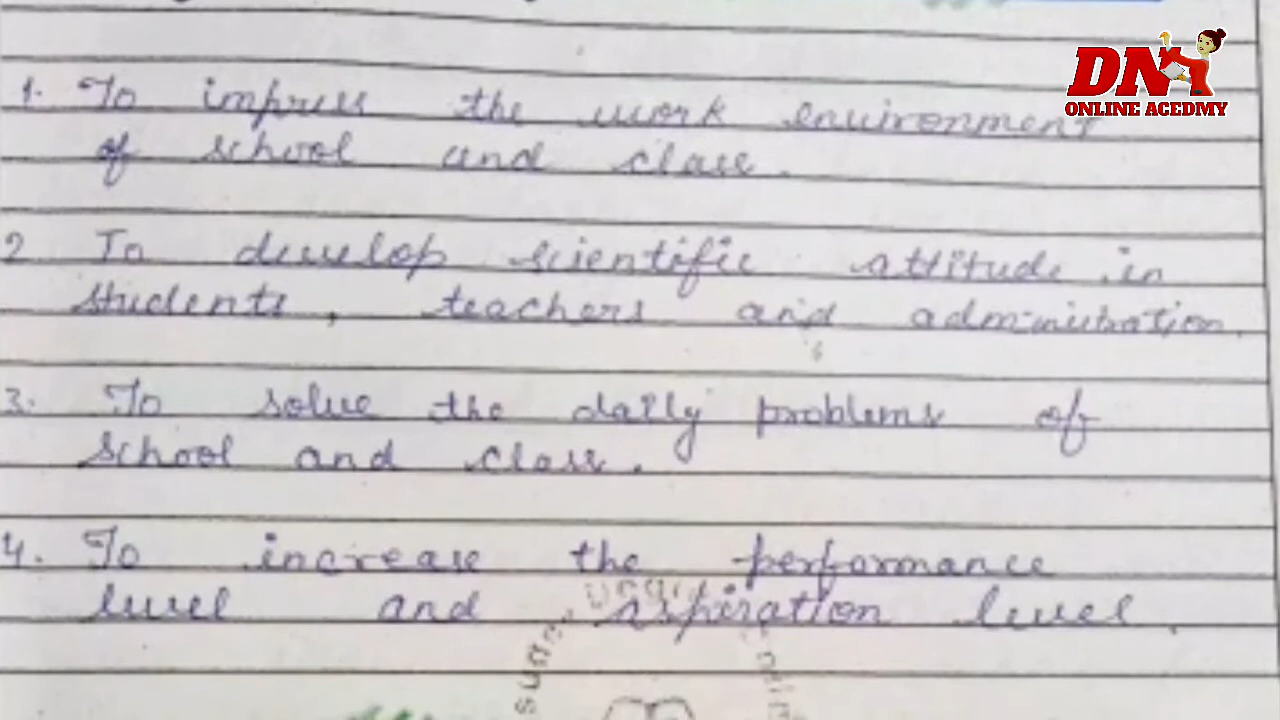 DN
ONLINE ACEDMY
1. To impress the work environment
of school and class.
2 To develop scientific attitude in
students, teachers and administration.
3. To solve the daily problems of
school and class.
4. To increase the performance
level and aspiration level.